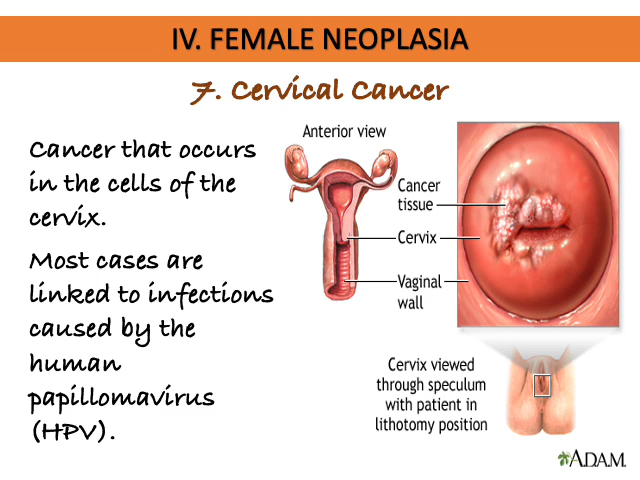 IV. FEMALE NEOPLASIA
7. Cervical Cancer
Cancer that occurs
in the cells of the
cervix.
Most cases are
linked to infections
caused by the
human
papillomavirus
(HPV).
Anterior view
Cancer
tissue
Cervix
Vaginal
wall
Cervix viewed
through speculum
with patient in
lithotomy position
A.D.A.M.